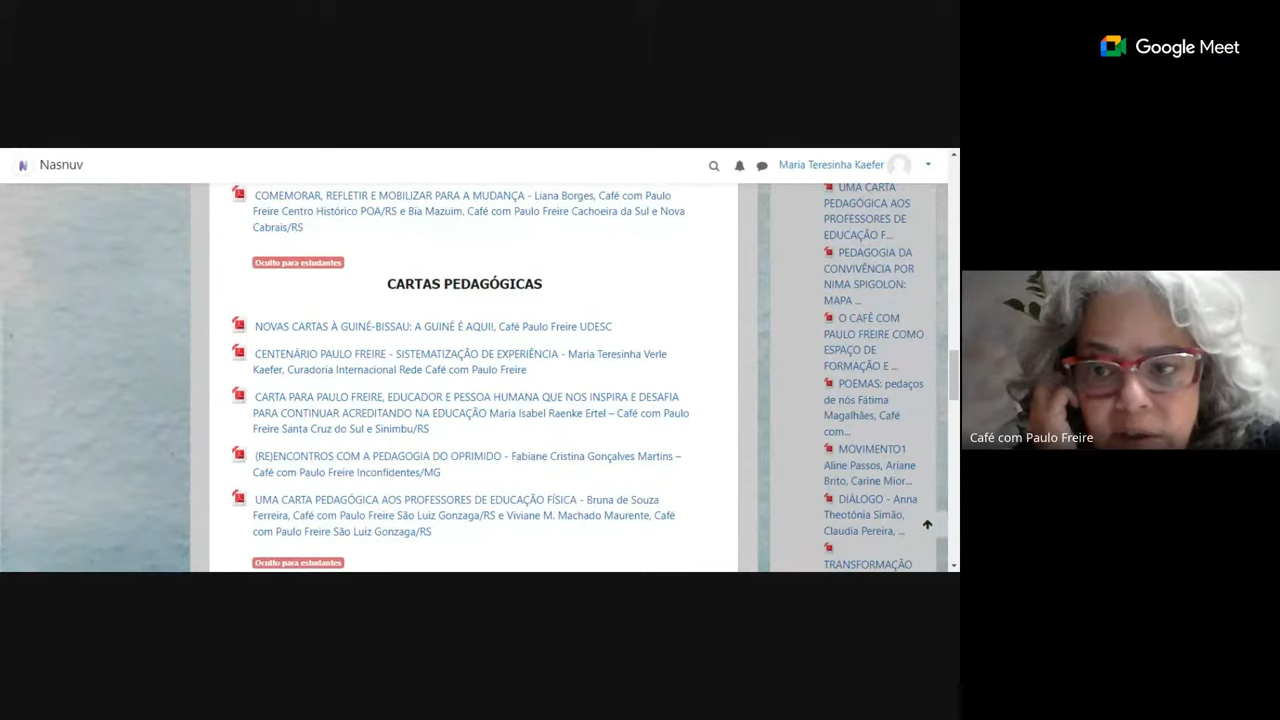 Google Meet
Nasnuv
Maria Teresinha Kaefer
COMEMORAR, REFLETIR E MOBILIZAR PARA A MUDANÇA - Liana Borges, Café com Paulo
Freire Centro Histórico POA/RS e Bia Mazuim, Café com Paulo Freire Cachoeira da Sul e Nova
Cabrais/RS
Oculto para estudantes
CARTAS PEDAGÓGICAS
NOVAS CARTAS À GUINÉ-BISSAU: A GUINÉ É AQUI!, Café Paulo Freire UDESC
CENTENÁRIO PAULO FREIRE - SISTEMATIZAÇÃO DE EXPERIÊNCIA - Maria Teresinha Verle
Kaefer, Curadoria Internacional Rede Café com Paulo Freire
CARTA PARA PAULO FREIRE, EDUCADOR E PESSOA HUMANA QUE NOS INSPIRA E DESAFIA
PARA CONTINUAR ACREDITANDO NA EDUCAÇÃO Maria Isabel Raenke Ertel – Café com Paulo
Freire Santa Cruz do Sul e Sinimbu/RS
(RE)ENCONTROS COM A PEDAGOGIA DO OPRIMIDO - Fabiane Cristina Gonçalves Martins –
Café com Paulo Freire Inconfidentes/MG
UMA CARTA PEDAGÓGICA AOS PROFESSORES DE EDUCAÇÃO FÍSICA - Bruna de Souza
Ferreira, Café com Paulo Freire São Luiz Gonzaga/RS e Viviane M. Machado Maurente, Café
com Paulo Freire São Luiz Gonzaga/RS
Oculto para estudantes
UMA CARTA
PEDAGÓGICA AOS
PROFESSORES DE
EDUCAÇÃO F...
PEDAGOGIA DA
CONVIVÊNCIA POR
NIMA SPIGOLON:
MAPA ...
O CAFÉ COM
PAULO FREIRE COMO
ESPAÇO DE
FORMAÇÃO E ...
POEMAS: pedaços
de nós Fátima
Magalhães, Café
com...
MOVIMENTO1
Aline Passos, Ariane
Brito, Carine Mior...
DIÁLOGO - Anna
Theotônia Simão,
Claudia Pereira, ...
TRANSFORMAÇÃO
Café com Paulo Freire